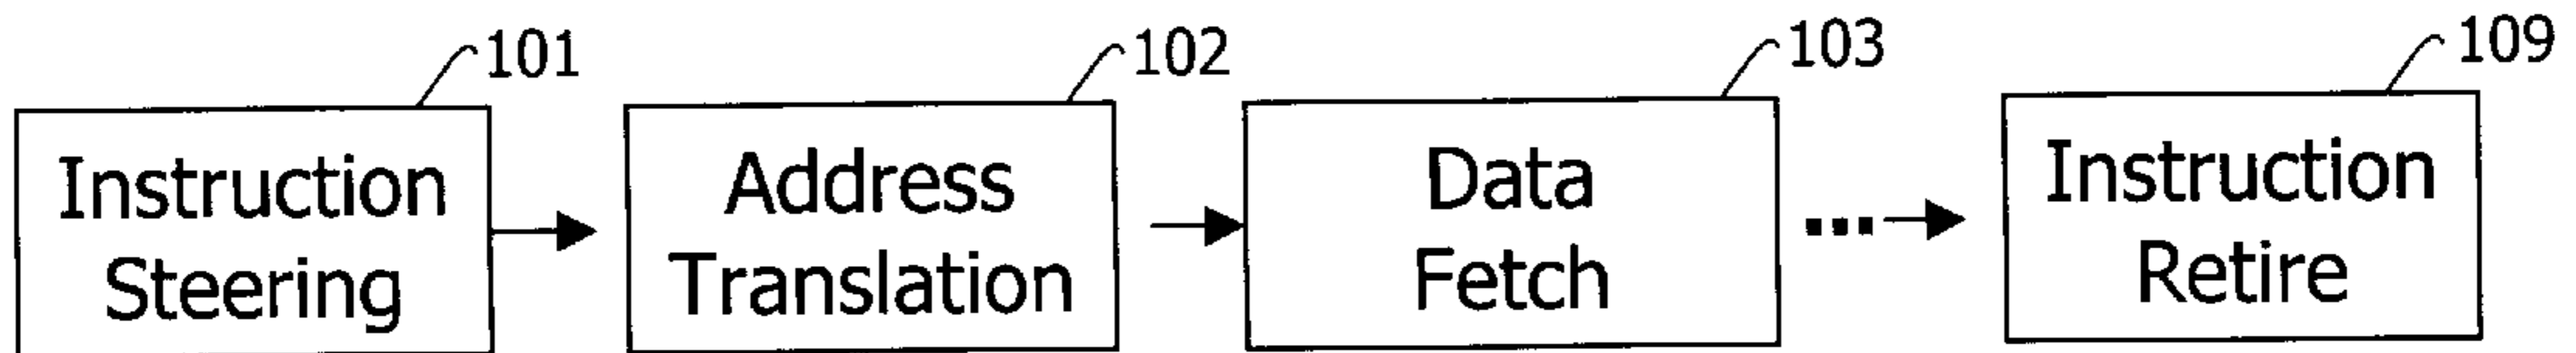 101
102
103
109
Instruction
Steering
Address
Translation
Data
Fetch
...
Instruction
Retire